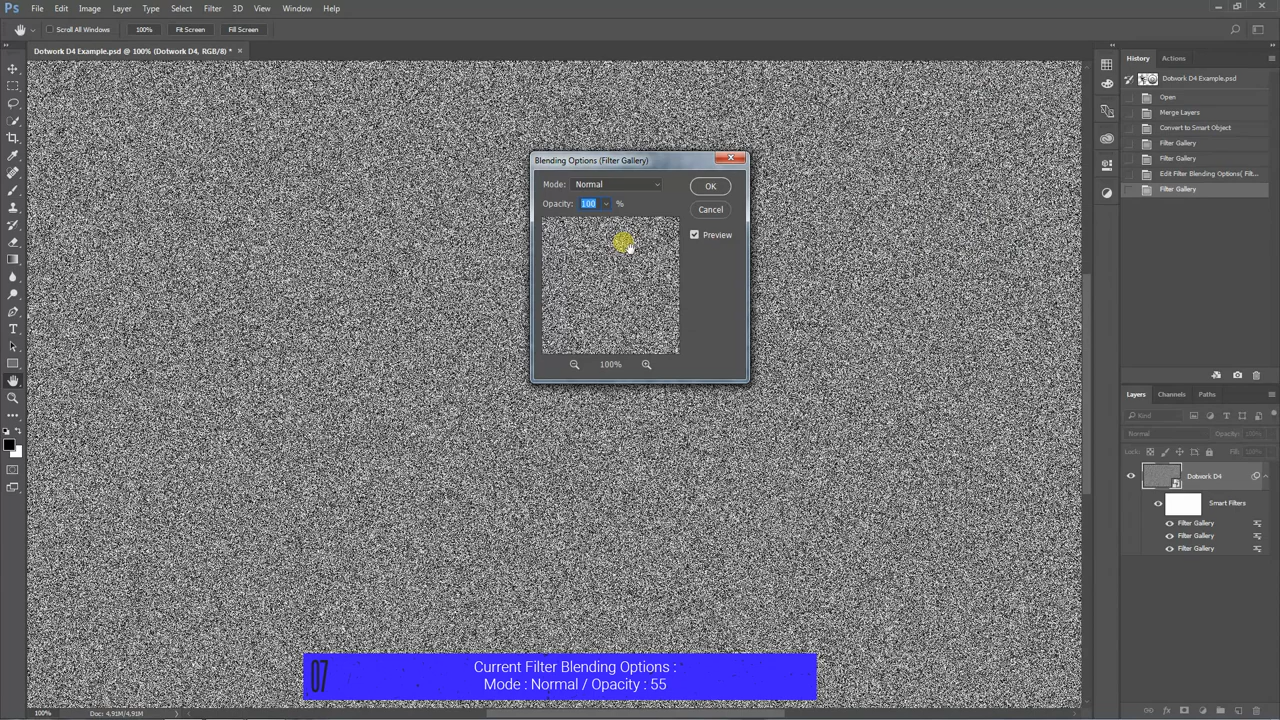 Ps File Edit Image Layer Type Select Filter 3D View Window Help
Scroll All Windows 100% Fit Screen Fill Screen
Dotwork D4 Example.psd @ 100% (Dotwork D4, RGB/8) * ×
History Actions
Dotwork D4 Example.psd
Open
Merge Layers
Convert to Smart Object
Filter Gallery
Filter Gallery
Edit Filter Blending Options( Filt...
Filter Gallery
Blending Options (Filter Gallery)
Mode: Normal OK
Opacity: 100 % Cancel
Preview
100%
Layers Channels Paths
Kind
Normal Opacity: 100%
Lock: Fill: 100%
Dotwork D4
Smart Filters
Filter Gallery
Filter Gallery
Filter Gallery
07
Current Filter Blending Options :
Mode : Normal / Opacity : 55
100% Doc: 4,91M/4,91M